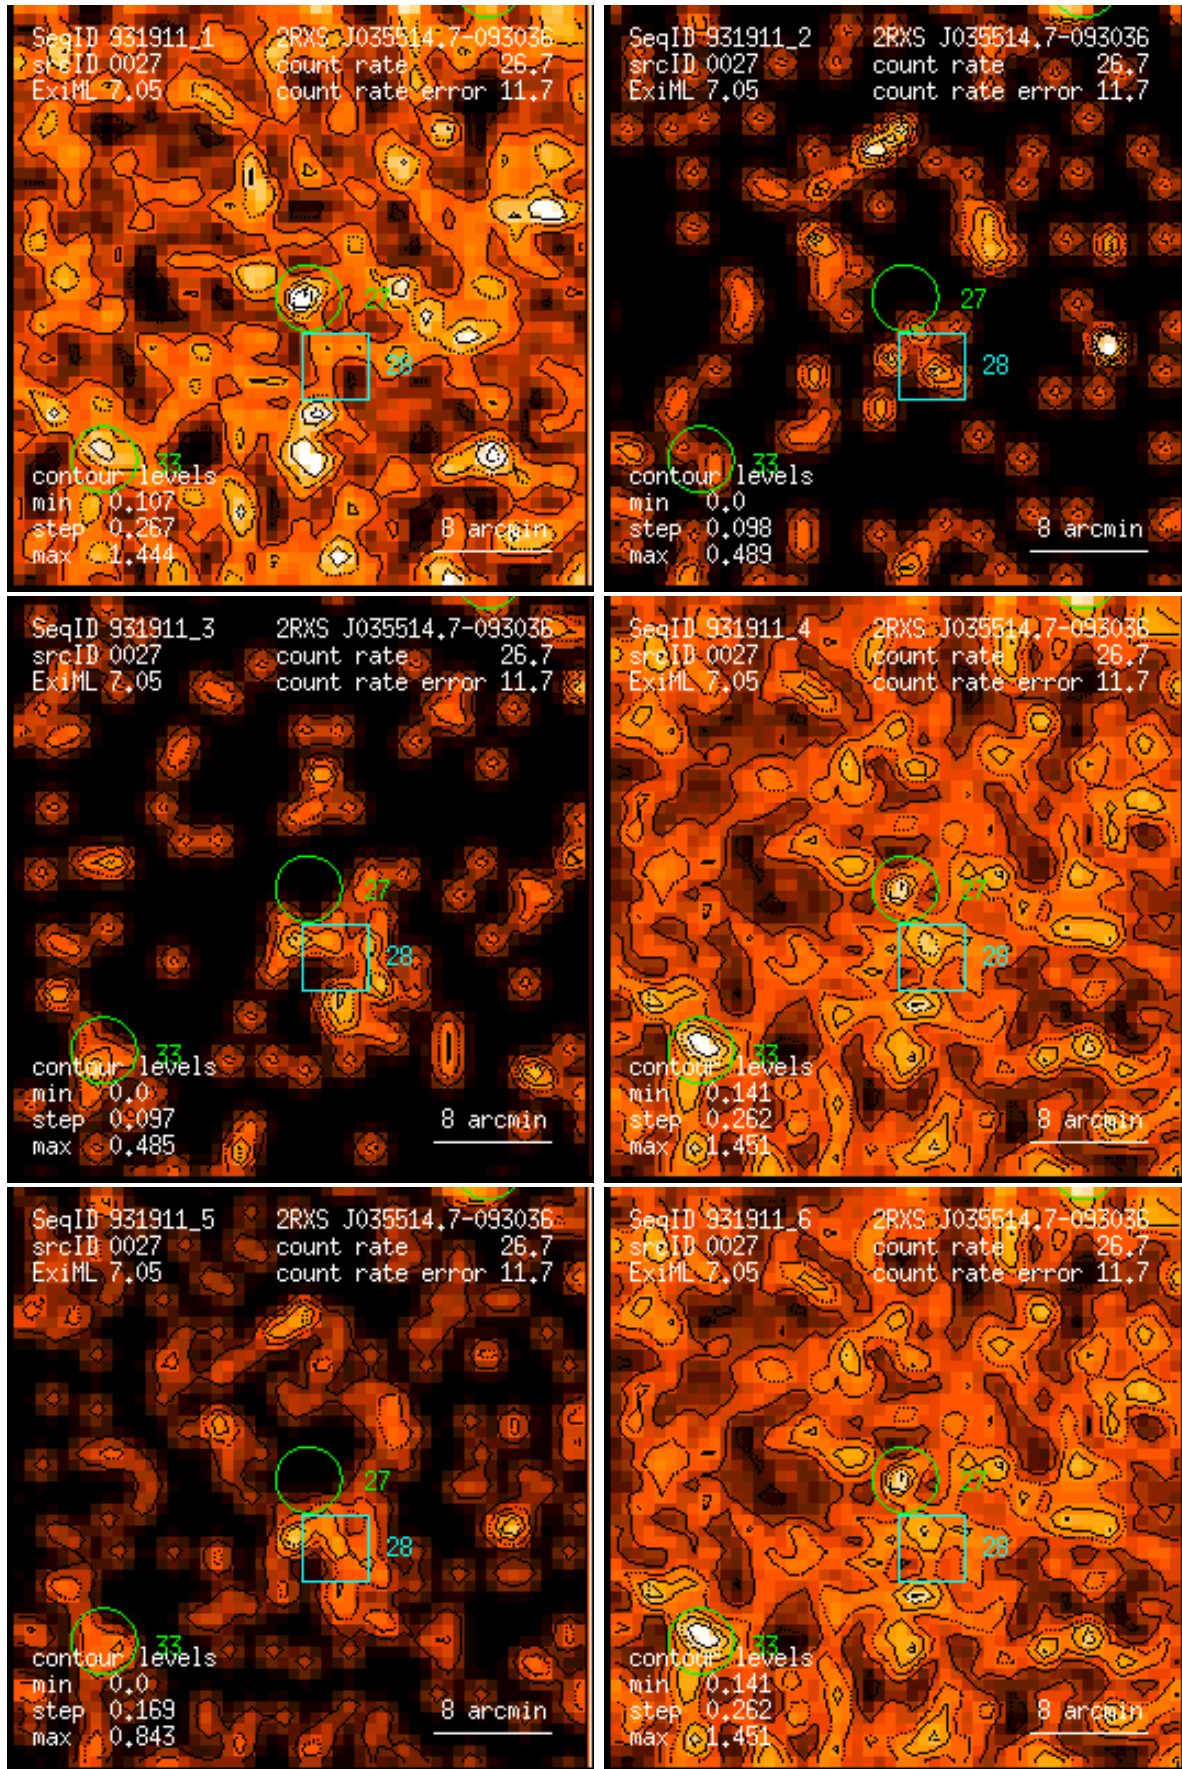 SeqID 931911_1 2RXS J035514.7-093036
srcID 0027 count rate 26.7
ExiML 7.05 count rate error 11.7
27
28
33
contour levels
min 0.107
step 0.267
max 1.444
8 arcmin
SeqID 931911_2 2RXS J035514.7-093036
srcID 0027 count rate 26.7
ExiML 7.05 count rate error 11.7
27
28
33
contour levels
min 0.0
step 0.098
max 0.489
8 arcmin
SeqID 931911_3 2RXS J035514.7-093036
srcID 0027 count rate 26.7
ExiML 7.05 count rate error 11.7
27
28
33
contour levels
min 0.0
step 0.097
max 0.485
8 arcmin
SeqID 931911_4 2RXS J035514.7-093036
srcID 0027 count rate 26.7
ExiML 7.05 count rate error 11.7
27
28
33
contour levels
min 0.141
step 0.262
max 1.451
8 arcmin
SeqID 931911_5 2RXS J035514.7-093036
srcID 0027 count rate 26.7
ExiML 7.05 count rate error 11.7
27
28
33
contour levels
min 0.0
step 0.169
max 0.843
8 arcmin
SeqID 931911_6 2RXS J035514.7-093036
srcID 0027 count rate 26.7
ExiML 7.05 count rate error 11.7
27
28
33
contour levels
min 0.141
step 0.262
max 1.451
8 arcmin